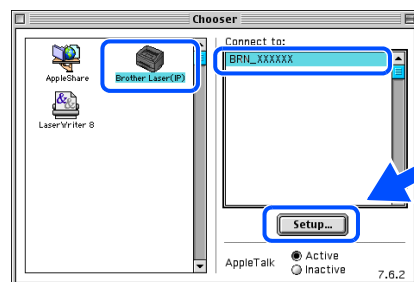 Chooser
AppleShare
Brother Laser(IP)
LaserWriter 8
Connect to:
BRN_XXXXXX
Setup...
AppleTalk
Active
Inactive
7.6.2